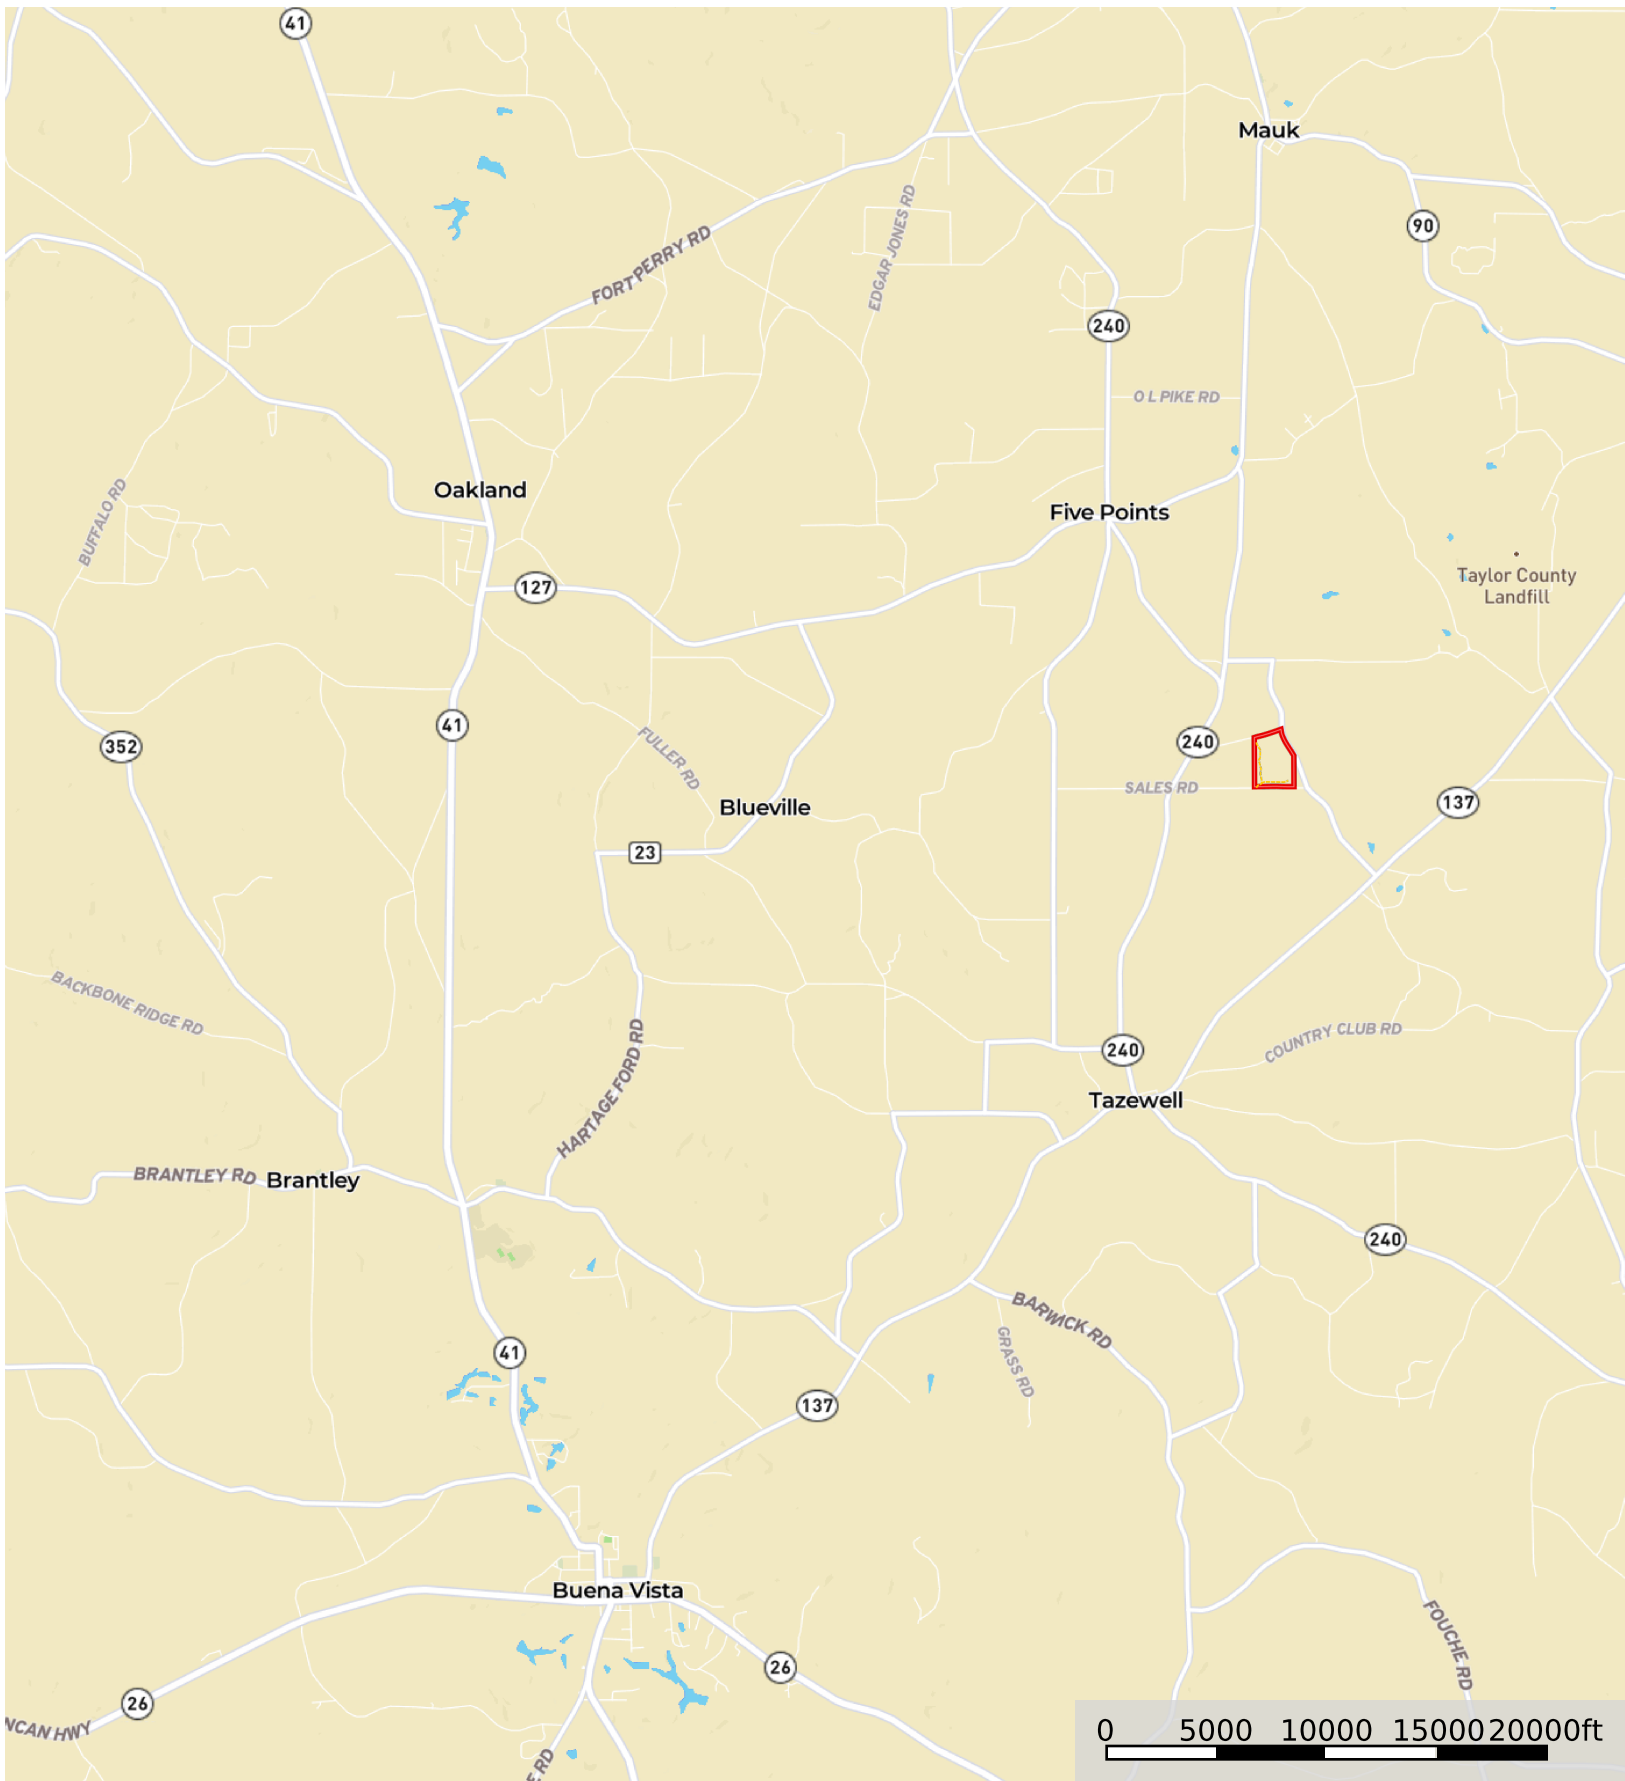 41
Mauk
90
FORT PERRY RD
EDGAR JONES RD
240
O L PIKE RD
Oakland
BUFFALO RD
Five Points
127
Taylor County
Landfill
41
352
FULLER RD
240
SALES RD
Blueville
137
23
BACKBONE RIDGE RD
HARTAGE FORD RD
240
COUNTRY CLUB RD
Tazewell
BRANTLEY RD
Brantley
240
BARWICK RD
GRASS RD
41
137
Buena Vista
FOUCHE RD
26
26
NCAN HWY
E RD
0 5000 10000 15000 20000ft